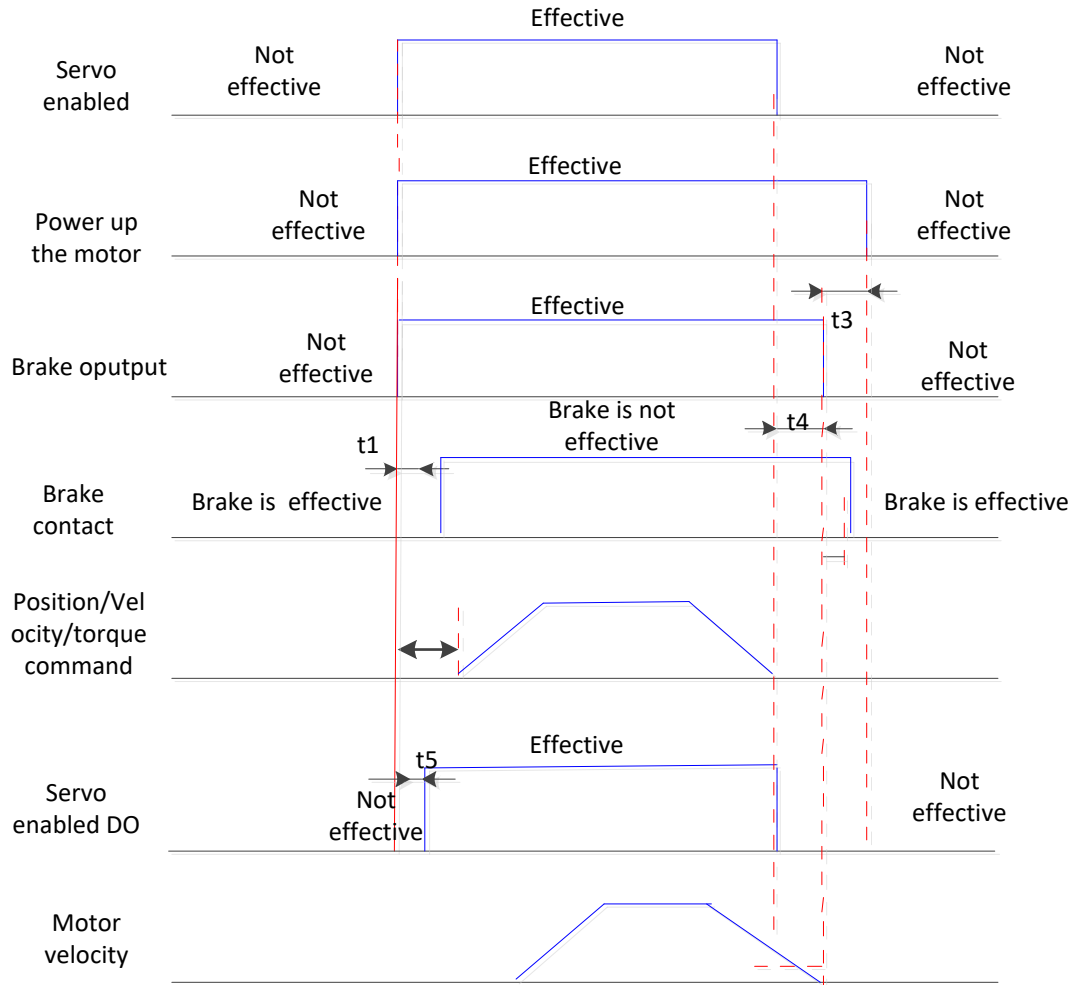 Effective
Servo
enabled
Not
effective
Not
effective
Power up
the motor
Not
effective
Effective
Not
effective
Brake oputput
Not
effective
Effective
t3
Not
effective
Brake
contact
t1
Brake is effective
Brake is not
effective
t4
Brake is effective
Position/Vel
ocity/torque
command
Servo
enabled DO
t5
Not
effective
Effective
Not
effective
Motor
velocity